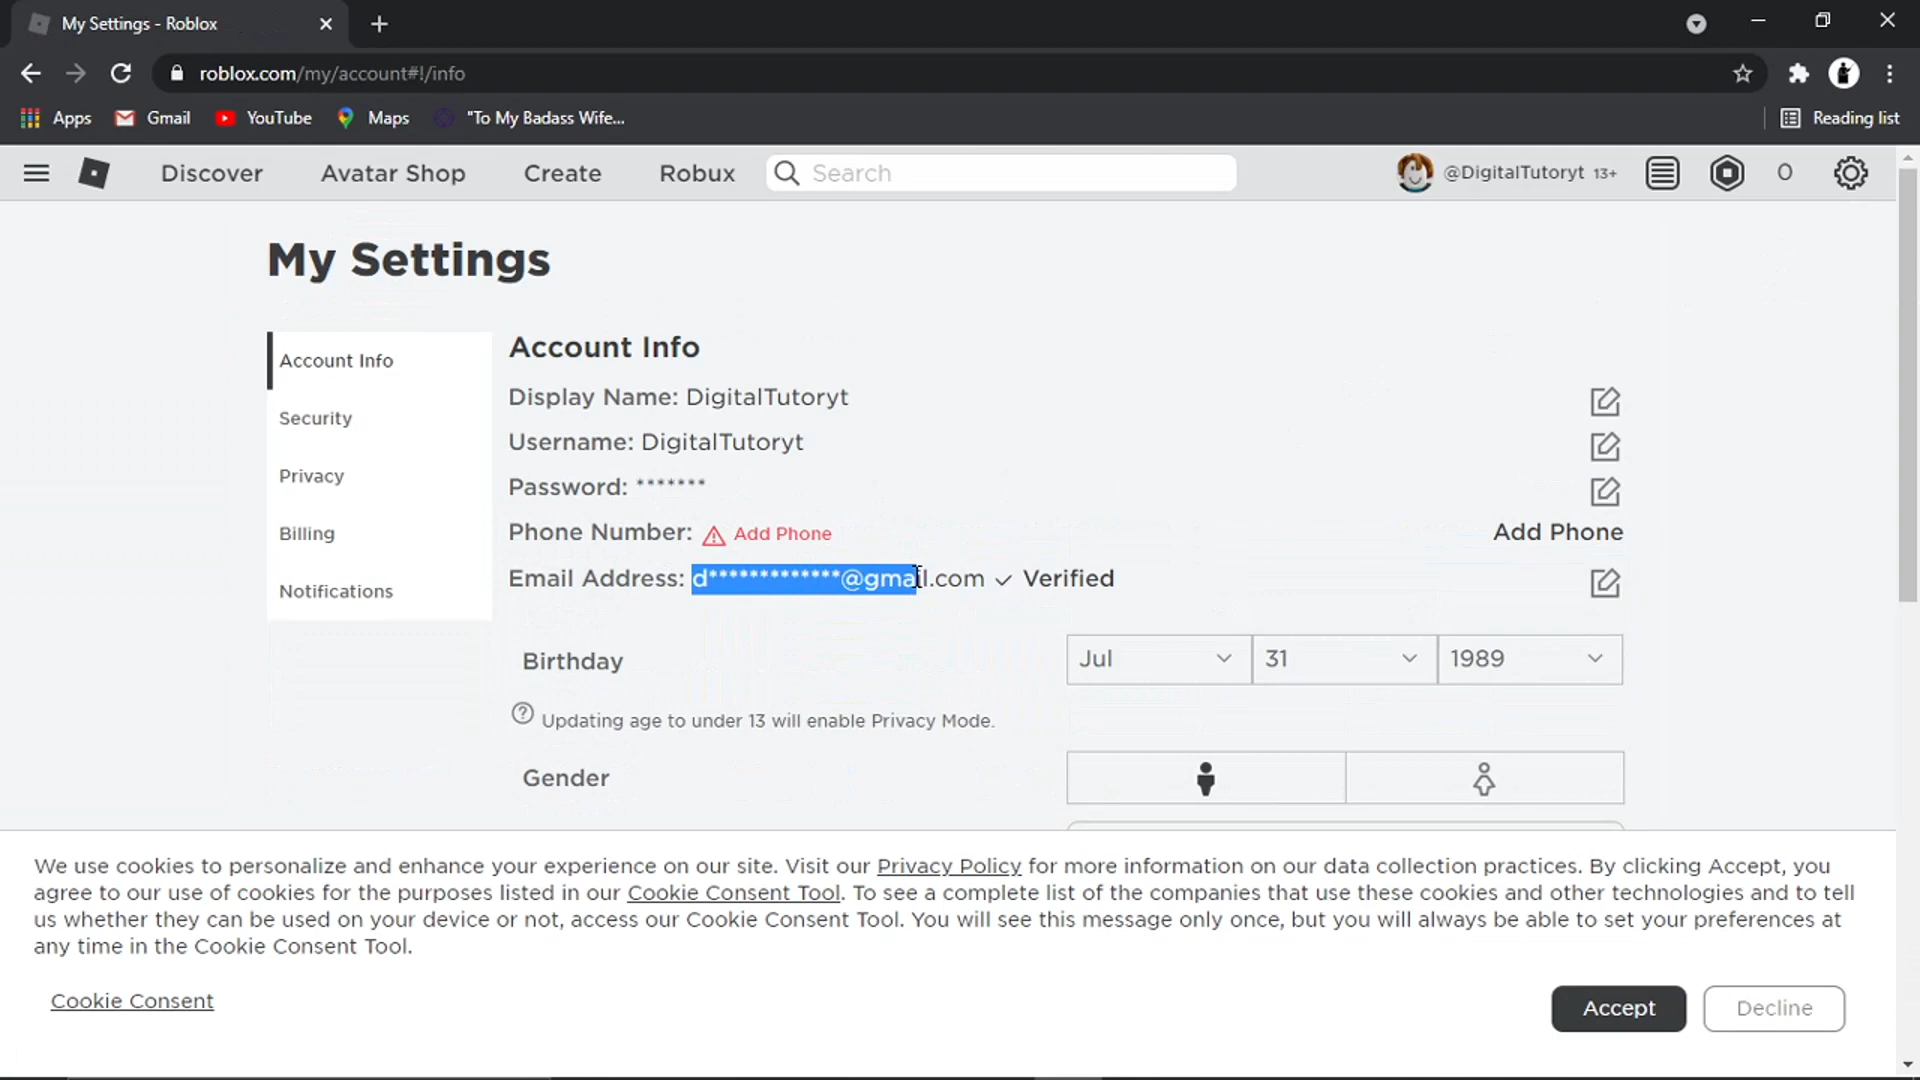 My Settings - Roblox
roblox.com/my/account#!/info
Apps Gmail YouTube Maps "To My Badass Wife... Reading list
Discover Avatar Shop Create Robux Search @DigitalTutoryt 13+ 0
My Settings
Account Info
Security
Privacy
Billing
Notifications
Account Info
Display Name: DigitalTutoryt
Username: DigitalTutoryt
Password: *******
Phone Number: Add Phone Add Phone
Email Address: d*************@gmail.com ✓ Verified
Birthday Jul 31 1989
Updating age to under 13 will enable Privacy Mode.
Gender
We use cookies to personalize and enhance your experience on our site. Visit our Privacy Policy for more information on our data collection practices. By clicking Accept, you
agree to our use of cookies for the purposes listed in our Cookie Consent Tool. To see a complete list of the companies that use these cookies and other technologies and to tell
us whether they can be used on your device or not, access our Cookie Consent Tool. You will see this message only once, but you will always be able to set your preferences at
any time in the Cookie Consent Tool.
Cookie Consent Accept Decline